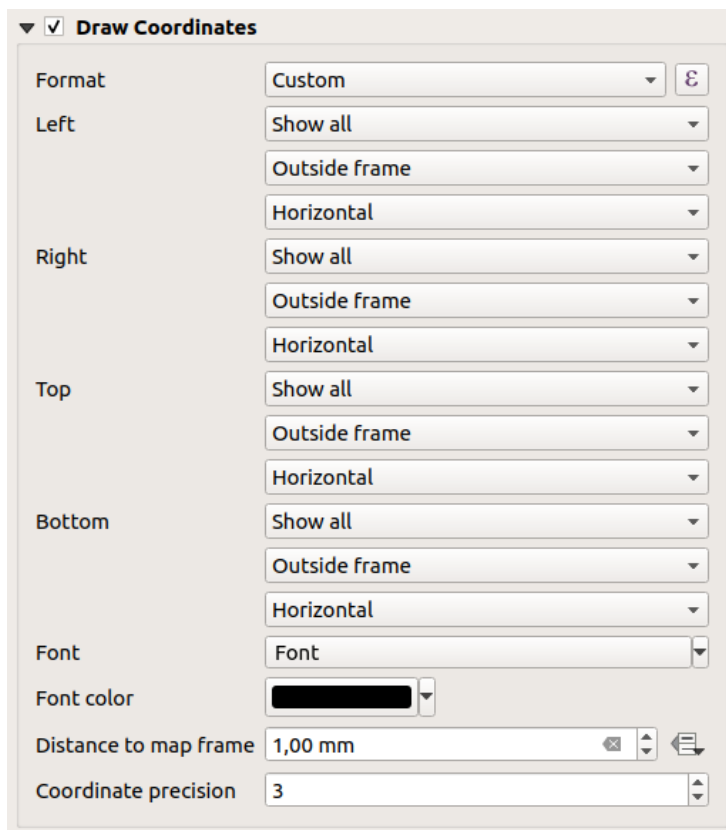 Draw Coordinates
Format Custom ε
Left Show all
Outside frame
Horizontal
Right Show all
Outside frame
Horizontal
Top Show all
Outside frame
Horizontal
Bottom Show all
Outside frame
Horizontal
Font Font
Font color
Distance to map frame 1,00 mm
Coordinate precision 3